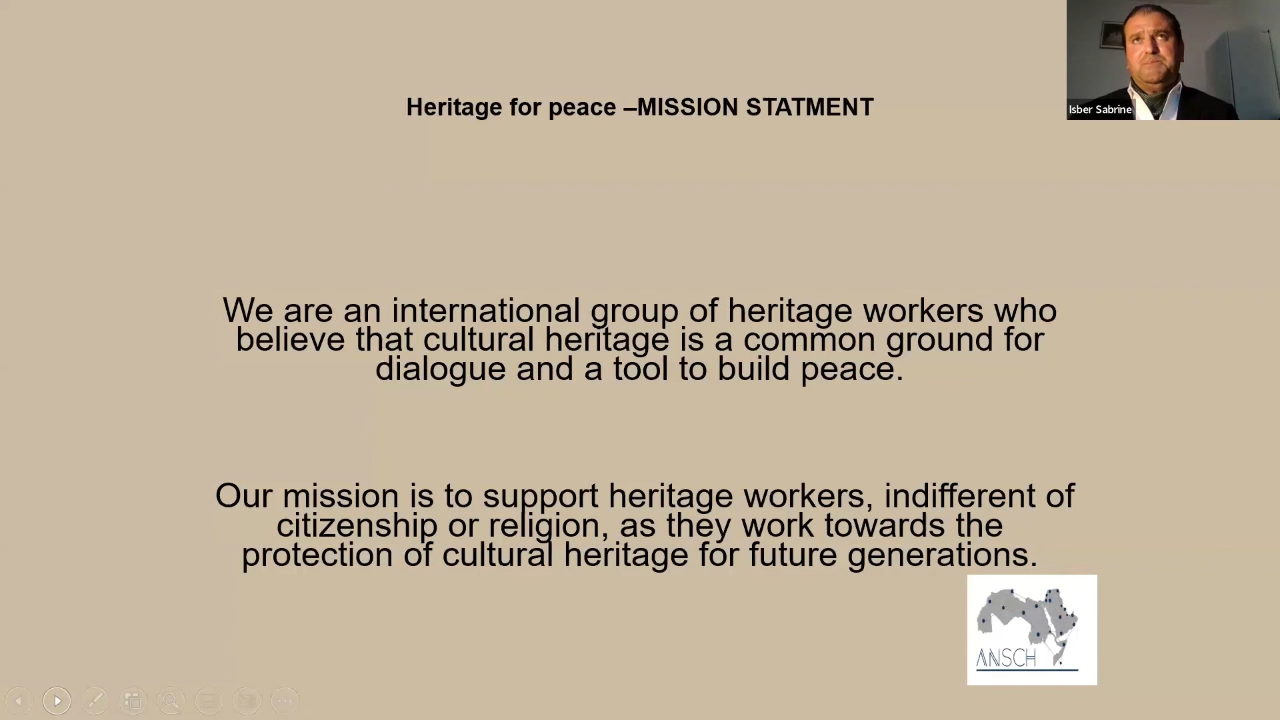 Heritage for peace –MISSION STATMENT
Isber Sabrine
We are an international group of heritage workers who
believe that cultural heritage is a common ground for
dialogue and a tool to build peace.
Our mission is to support heritage workers, indifferent of
citizenship or religion, as they work towards the
protection of cultural heritage for future generations.
ANSCH